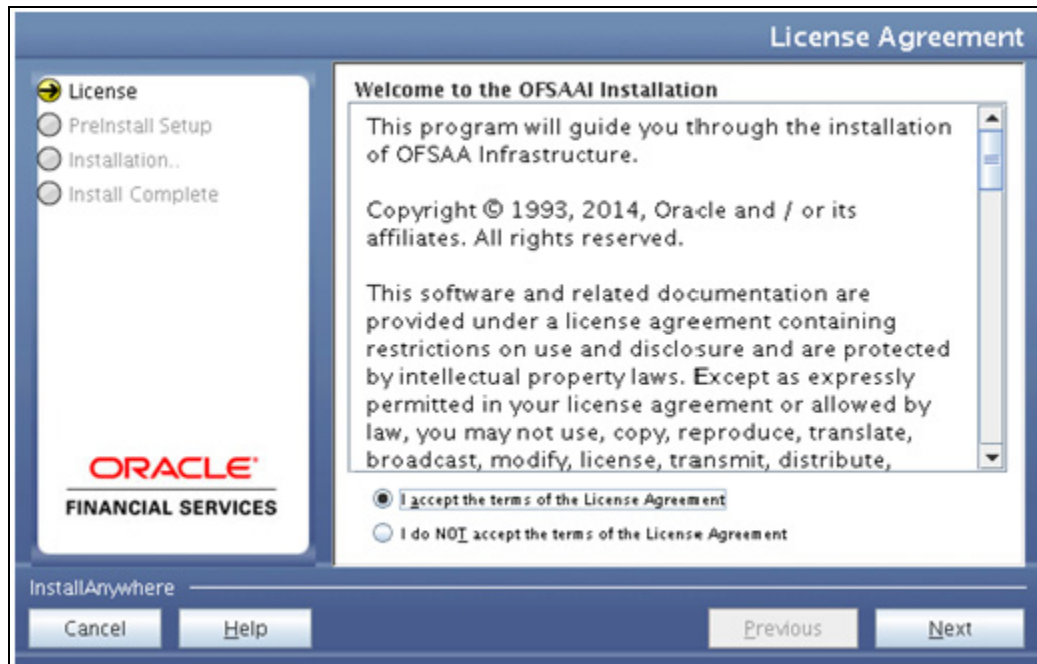 License Agreement
License
PreInstall Setup
Installation..
Install Complete
ORACLE
FINANCIAL SERVICES
Welcome to the OFSAAI Installation
This program will guide you through the installation
of OFSAA Infrastructure.
Copyright © 1993, 2014, Oracle and / or its
affiliates. All rights reserved.
This software and related documentation are
provided under a license agreement containing
restrictions on use and disclosure and are protected
by intellectual property laws. Except as expressly
permitted in your license agreement or allowed by
law, you may not use, copy, reproduce, translate,
broadcast, modify, license, transmit, distribute,
I accept the terms of the License Agreement
I do NOT accept the terms of the License Agreement
InstallAnywhere
Cancel
Help
Previous
Next